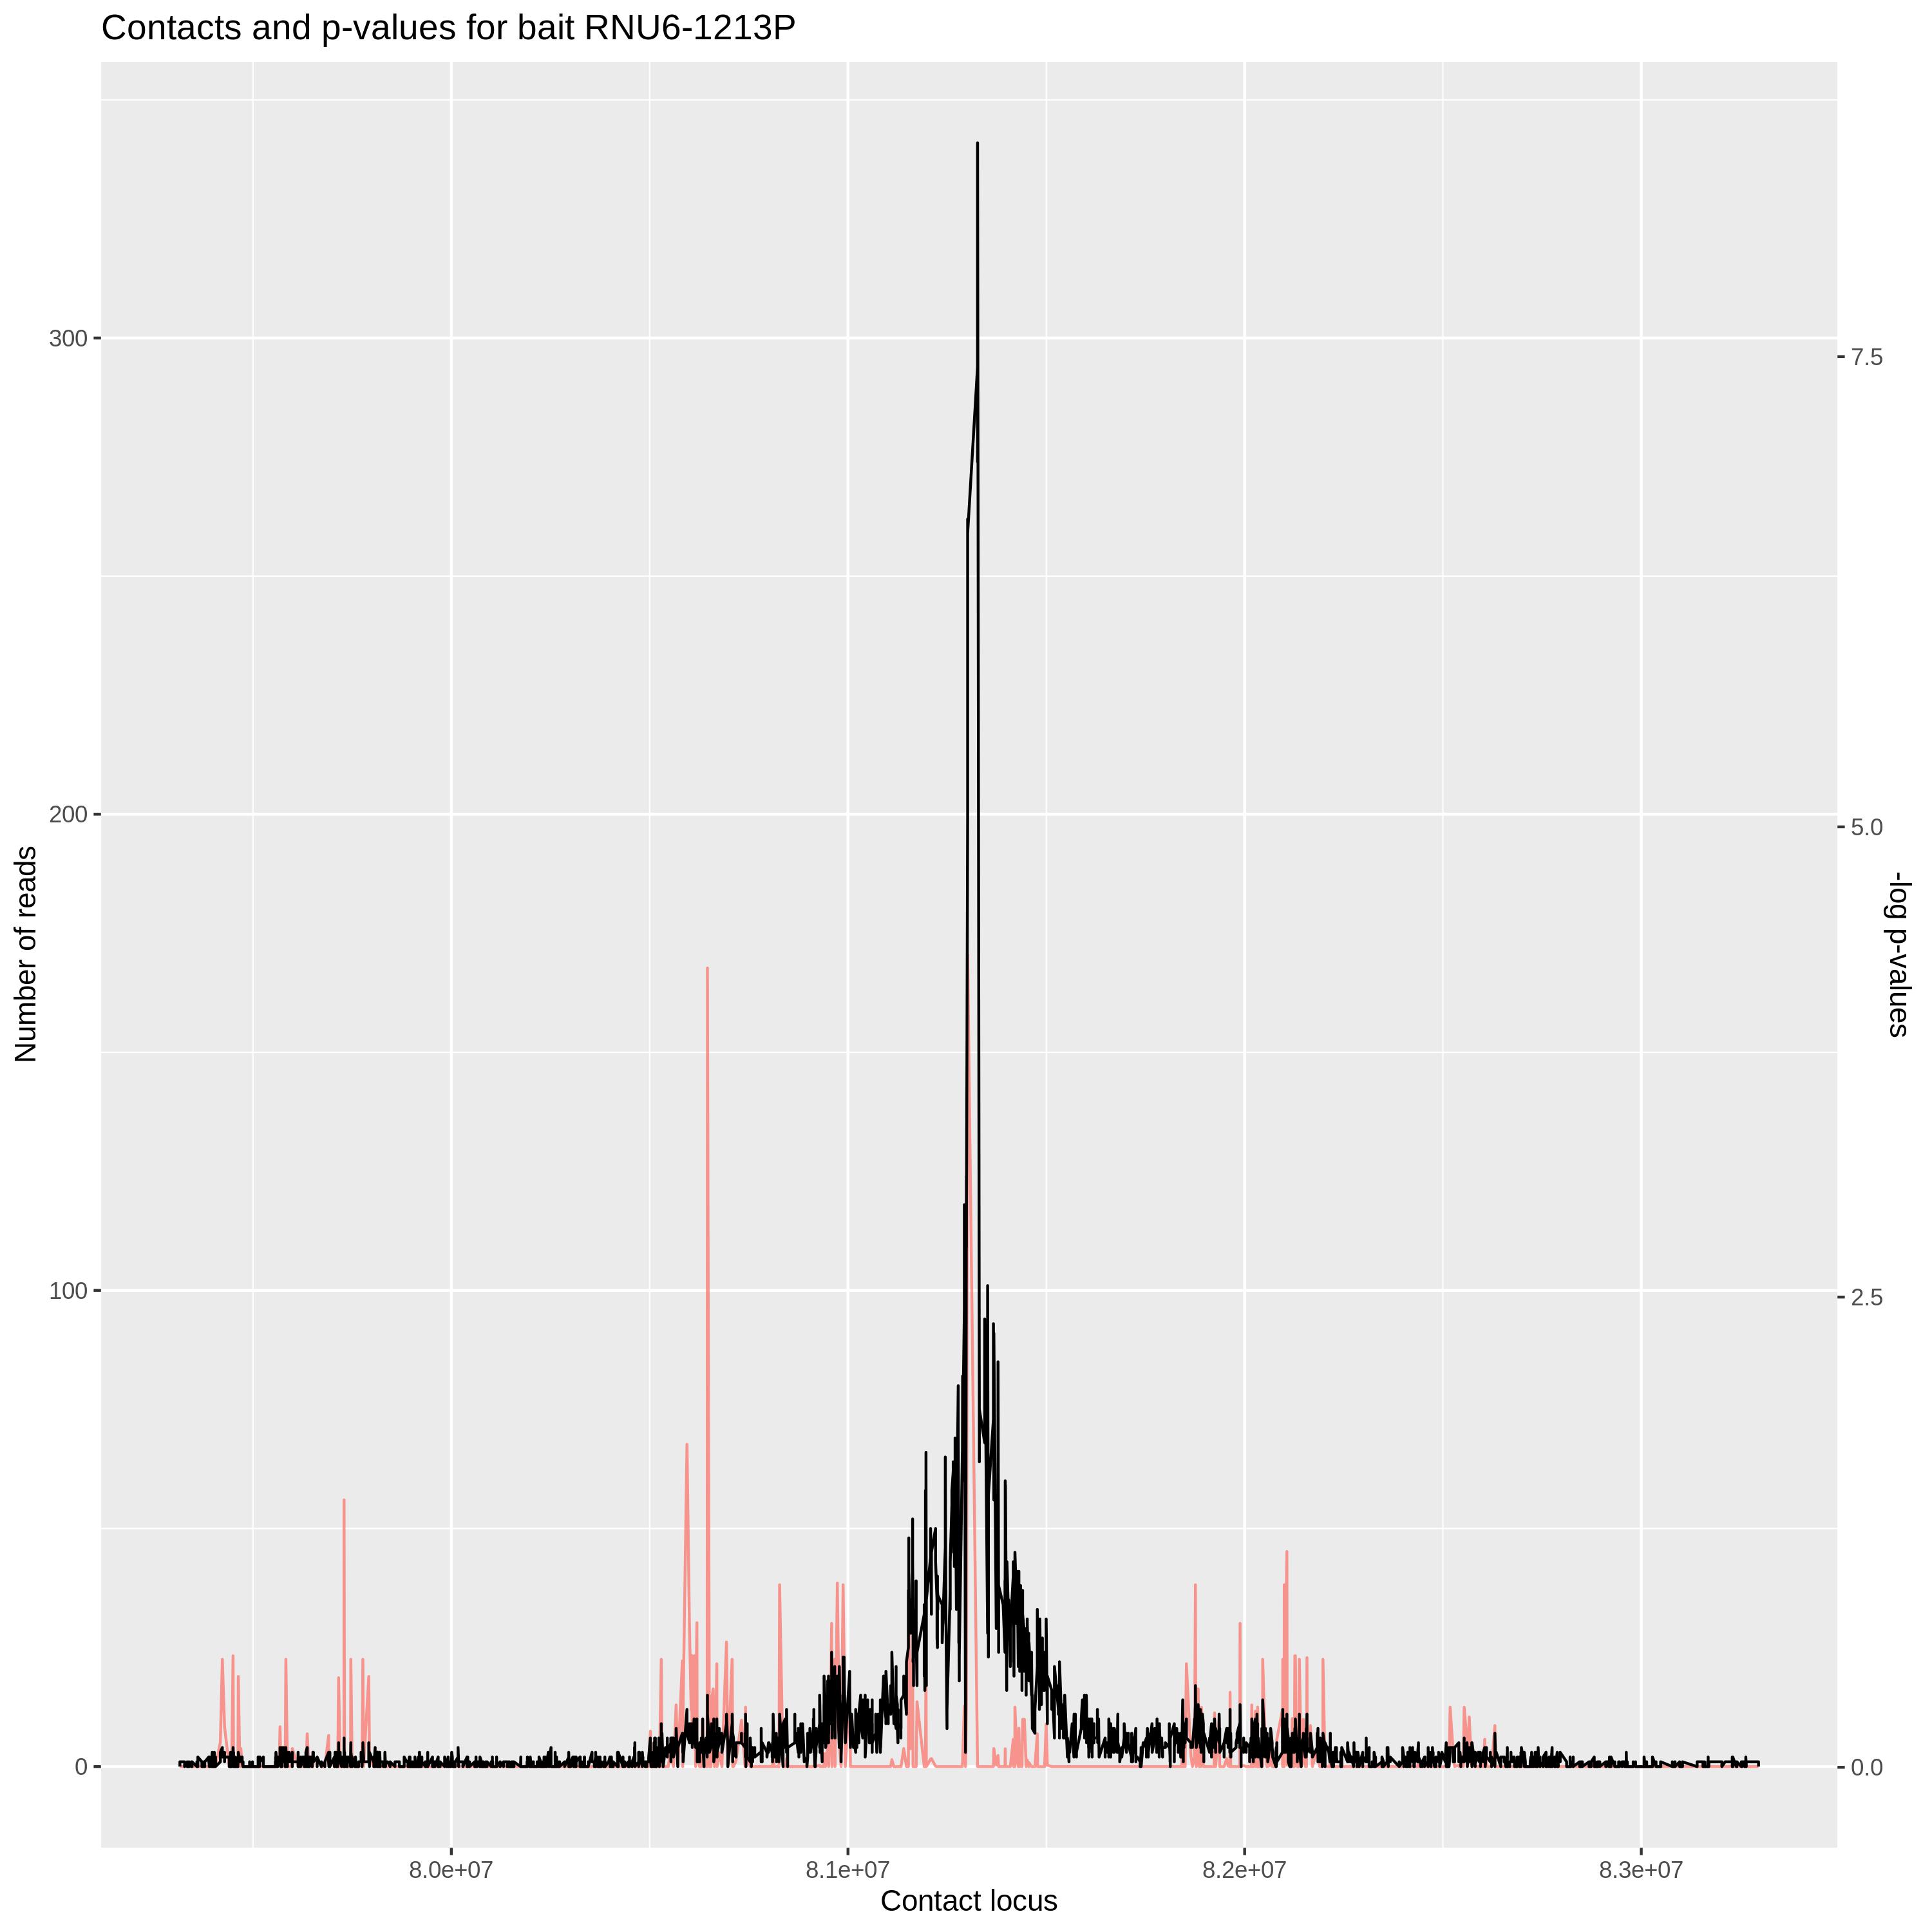 Contacts and p-values for bait RNU6-1213P
300
200
100
0
Number of reads
7.5
5.0
2.5
0.0
-log p-values
8.0e+07
8.1e+07
8.2e+07
8.3e+07
Contact locus